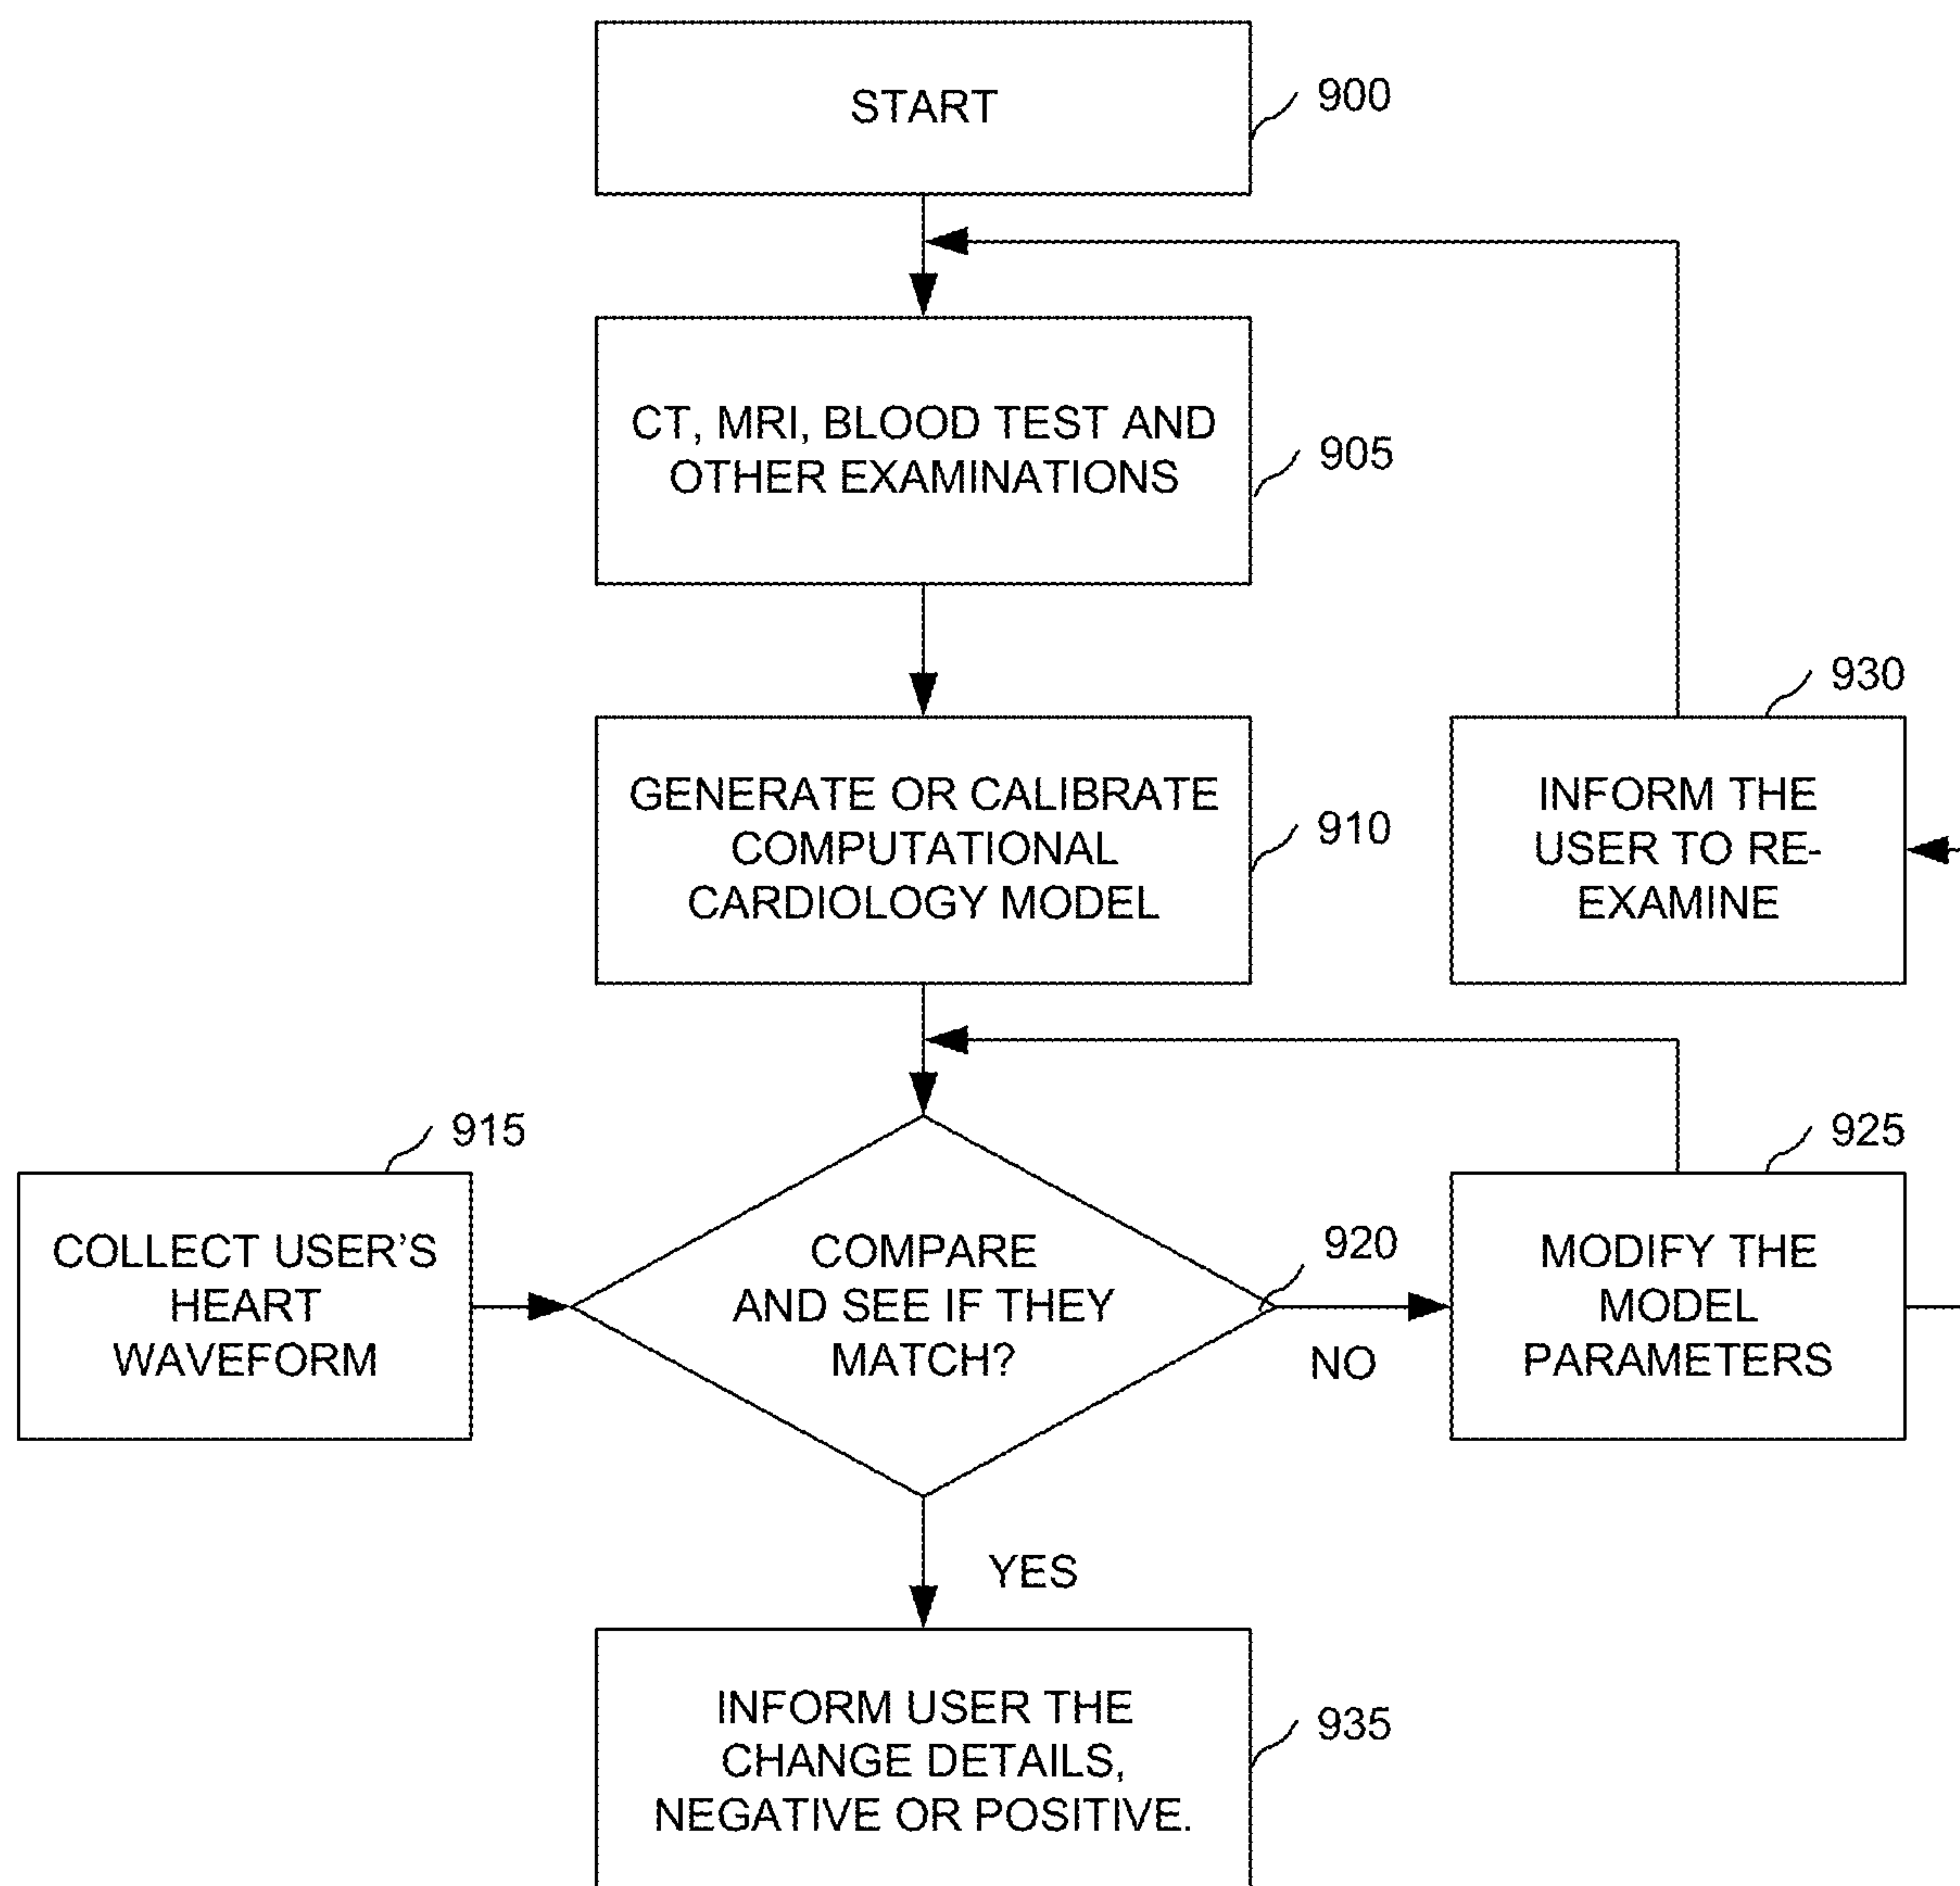 START
900
CT, MRI, BLOOD TEST AND
OTHER EXAMINATIONS
905
GENERATE OR CALIBRATE
COMPUTATIONAL
CARDIOLOGY MODEL
910
930
INFORM THE
USER TO RE-
EXAMINE
915
COLLECT USER'S
HEART
WAVEFORM
COMPARE
AND SEE IF THEY
MATCH?
920
NO
925
MODIFY THE
MODEL
PARAMETERS
YES
INFORM USER THE
CHANGE DETAILS,
NEGATIVE OR POSITIVE.
935